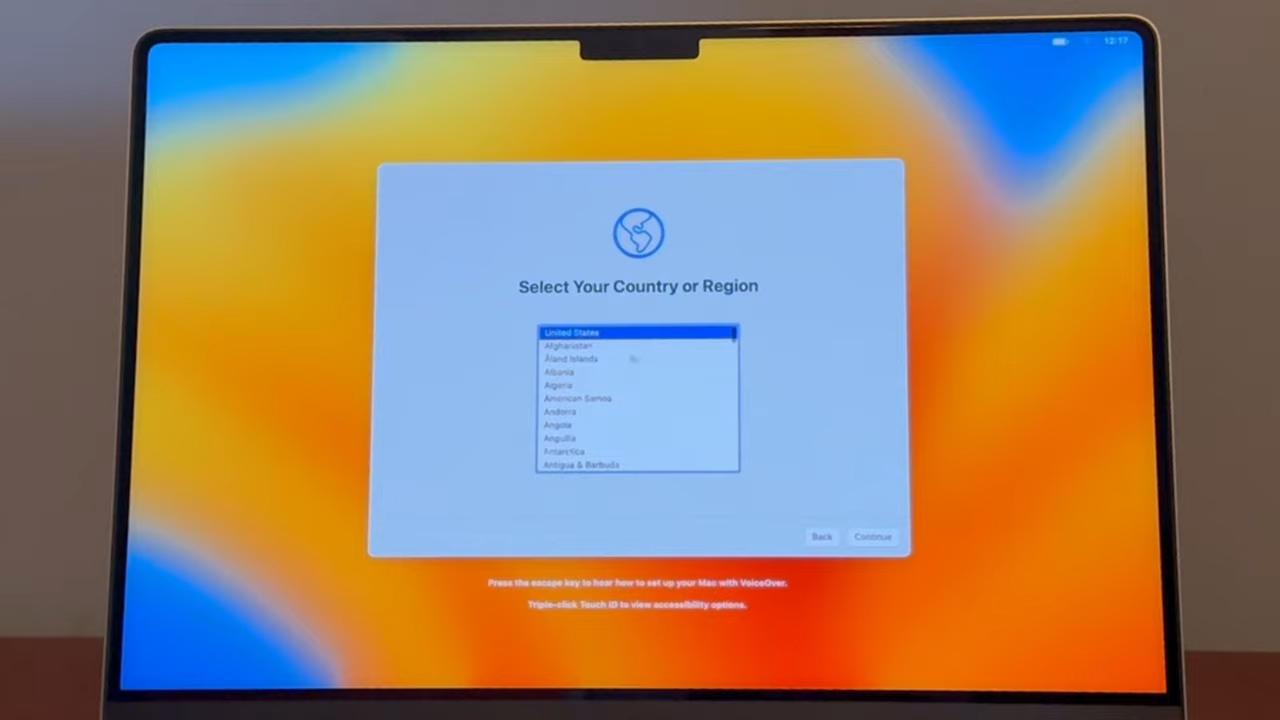 12:17
Select Your Country or Region
United States
Afghanistan
Åland Islands
Albania
Algeria
American Samoa
Andorra
Angola
Anguilla
Antarctica
Antigua & Barbuda
Back
Continue
Press the escape key to hear how to set up your Mac with VoiceOver.
Triple-click Touch ID to view accessibility options.